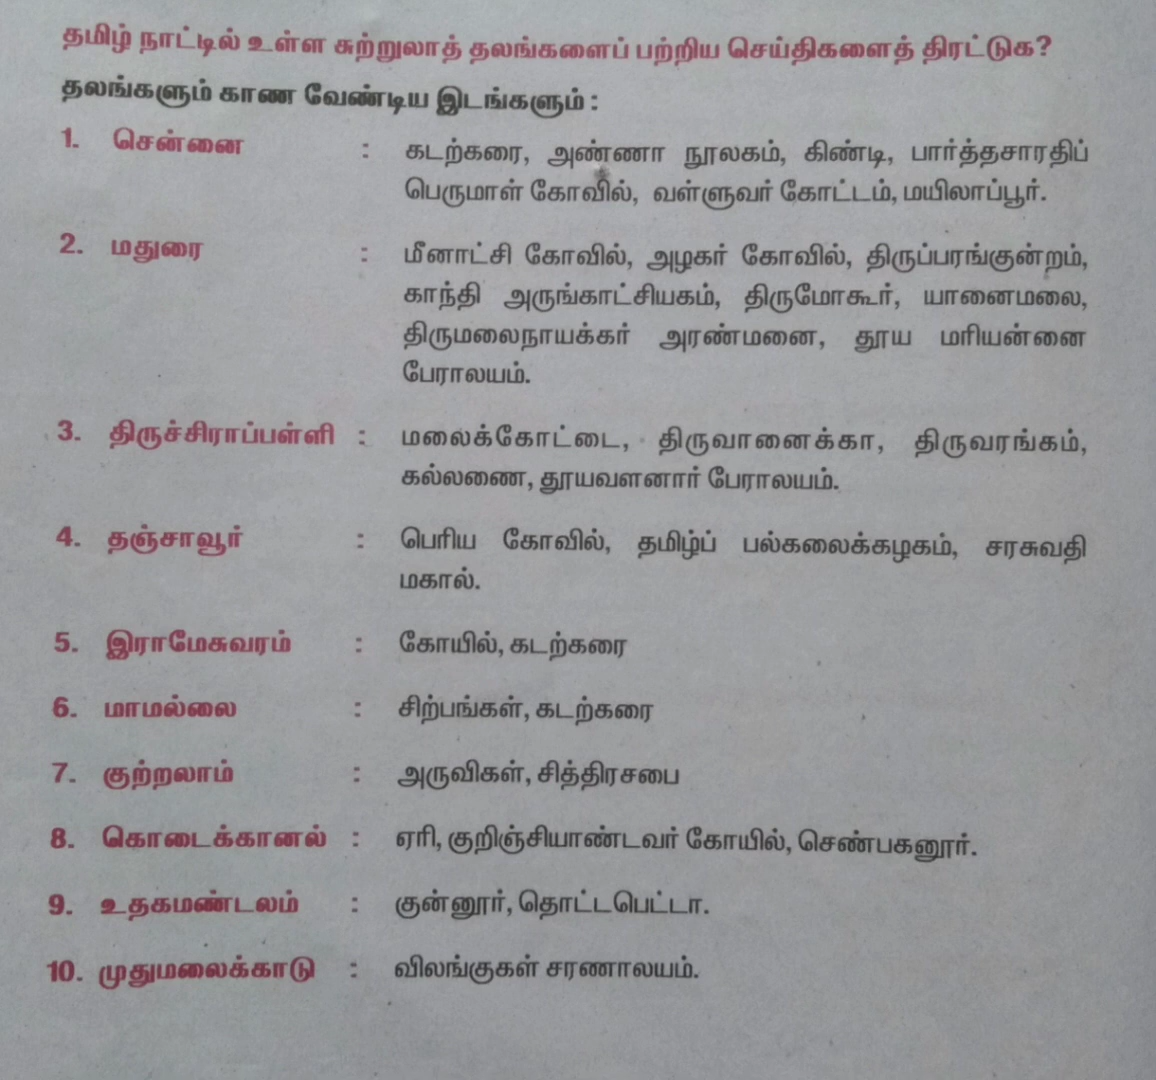 தமிழ் நாட்டில் உள்ள சுற்றுலாத் தலங்களைப் பற்றிய செய்திகளைத் திரட்டுக?
தலங்களும் காண வேண்டிய இடங்களும் :
1. சென்னை : கடற்கரை, அண்ணா நூலகம், கிண்டி, பார்த்தசாரதிப்
பெருமாள் கோவில், வள்ளுவர் கோட்டம், மயிலாப்பூர்.
2. மதுரை : மீனாட்சி கோவில், அழகர் கோவில், திருப்பரங்குன்றம்,
காந்தி அருங்காட்சியகம், திருமோகூர், யானைமலை,
திருமலைநாயக்கர் அரண்மனை, தூய மரியன்னை
பேராலயம்.
3. திருச்சிராப்பள்ளி : மலைக்கோட்டை, திருவானைக்கா, திருவரங்கம்,
கல்லணை, தூயவளனார் பேராலயம்.
4. தஞ்சாவூர் : பெரிய கோவில், தமிழ்ப் பல்கலைக்கழகம், சரசுவதி
மகால்.
5. இராமேசுவரம் : கோயில், கடற்கரை
6. மாமல்லை : சிற்பங்கள், கடற்கரை
7. குற்றலாம் : அருவிகள், சித்திரசபை
8. கொடைக்கானல் : ஏரி, குறிஞ்சியாண்டவர் கோயில், செண்பகனூர்.
9. உதகமண்டலம் : குன்னூர், தொட்டபெட்டா.
10. முதுமலைக்காடு : விலங்குகள் சரணாலயம்.